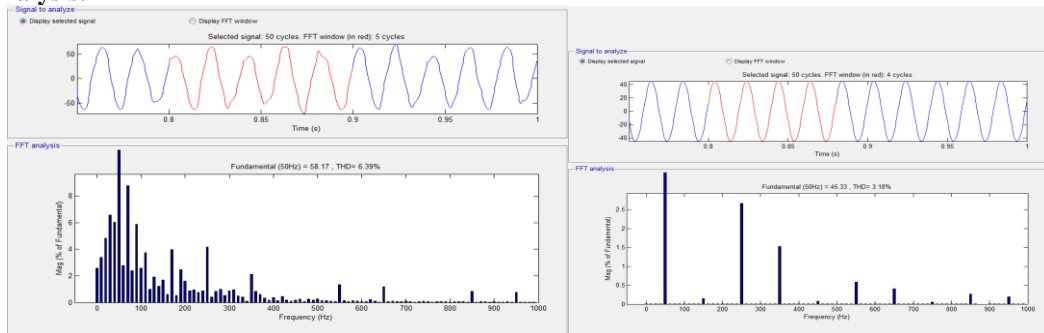 Signal to analyze
Display selected signal Display FFT window
Selected signal: 50 cycles. FFT window (in red): 5 cycles
50
0
-50
0.8 0.85 0.9 0.95 1
Time (s)
FFT analysis
Fundamental (50Hz) = 58.17 , THD= 6.39%
Mag (% of Fundamental)
8
6
4
2
0
0 100 200 300 400 500 600 700 800 900 1000
Frequency (Hz)
Signal to analyze
Display selected signal Display FFT window
Selected signal: 50 cycles. FFT window (in red): 4 cycles
40
20
0
-20
-40
0.8 0.85 0.9 0.95 1
Time (s)
FFT analysis
Fundamental (50Hz) = 45.33 , THD= 3.18%
Mag (% of Fundamental)
2.5
2
1.5
1
0.5
0
0 100 200 300 400 500 600 700 800 900 1000
Frequency (Hz)